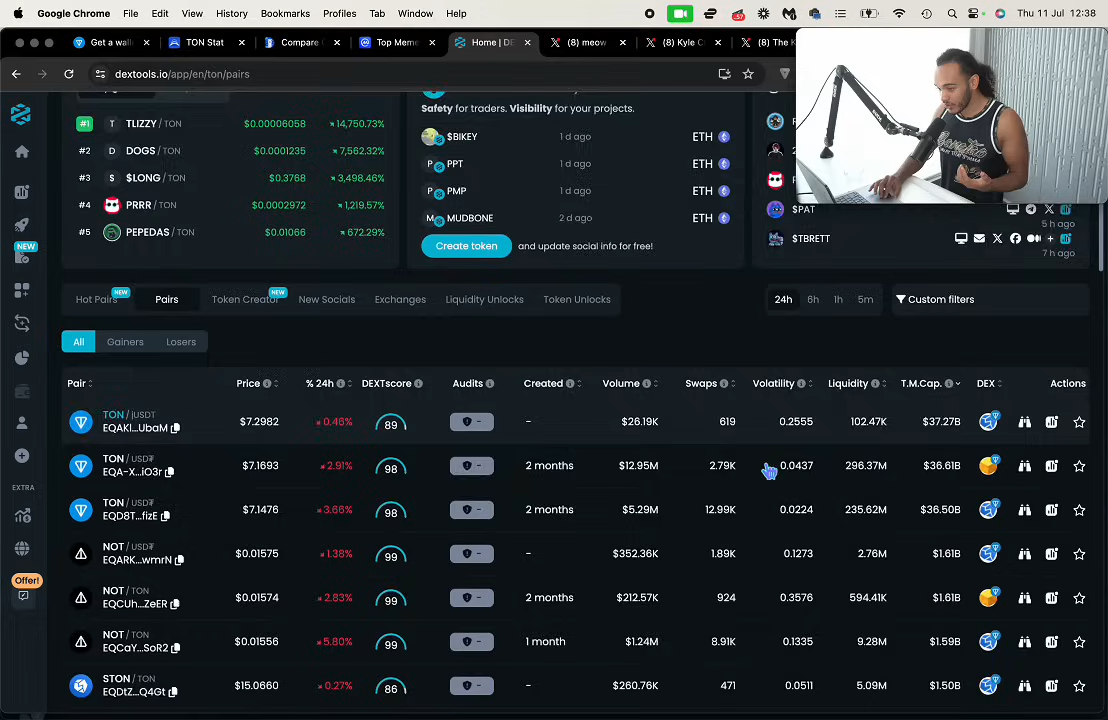 Google Chrome File Edit View History Bookmarks Profiles Tab Window Help Thu 11 Jul 12:38
Get a wall TON Stat Compare C Top Meme Home | DE (8) meow (8) Kyle C (8) The K
dextools.io/app/en/ton/pairs
#1 T TLIZZY / TON $0.00006058 14,750.73%
#2 D DOGS / TON $0.0001235 7,562.32%
#3 S $LONG / TON $0.3768 3,498.46%
#4 PRRR / TON $0.0002972 1,219.57%
#5 PEPEDAS / TON $0.01066 672.29%
Safety for traders. Visibility for your projects.
$BIKEY 1 d ago ETH
P PPT 1 d ago ETH
P PMP 1 d ago ETH
M MUDBONE 2 d ago ETH
Create token and update social info for free!
$PAT
5 h ago
$TBRETT
7 h ago
Hot Pairs NEW Pairs Token Creator NEW New Socials Exchanges Liquidity Unlocks Token Unlocks 24h 6h 1h 5m Custom filters
All Gainers Losers
Pair Price % 24h DEXTscore Audits Created Volume Swaps Volatility Liquidity T.M.Cap. DEX Actions
TON / jUSDT $7.2982 0.46% 89 - - $26.19K 619 0.2555 102.47K $37.27B
EQAKl...UbaM
TON / USD₮ $7.1693 2.91% 98 - 2 months $12.95M 2.79K 0.0437 296.37M $36.61B
EQA-X...iO3r
TON / USD₮ $7.1476 3.66% 98 - 2 months $5.29M 12.99K 0.0224 235.62M $36.50B
EQD8T...fizE
NOT / USD₮ $0.01575 1.38% 99 - - $352.36K 1.89K 0.1273 2.76M $1.61B
EQARK...wmrN
NOT / TON $0.01574 2.83% 99 - 2 months $212.57K 924 0.3576 594.41K $1.61B
EQCUh...ZeER
NOT / TON $0.01556 5.80% 99 - 1 month $1.24M 8.91K 0.1335 9.28M $1.59B
EQCaY...SoR2
STON / TON $15.0660 0.27% 86 - - $260.76K 471 0.0511 5.09M $1.50B
EQDtZ...Q4Gt
NEW
EXTRA
Offer!